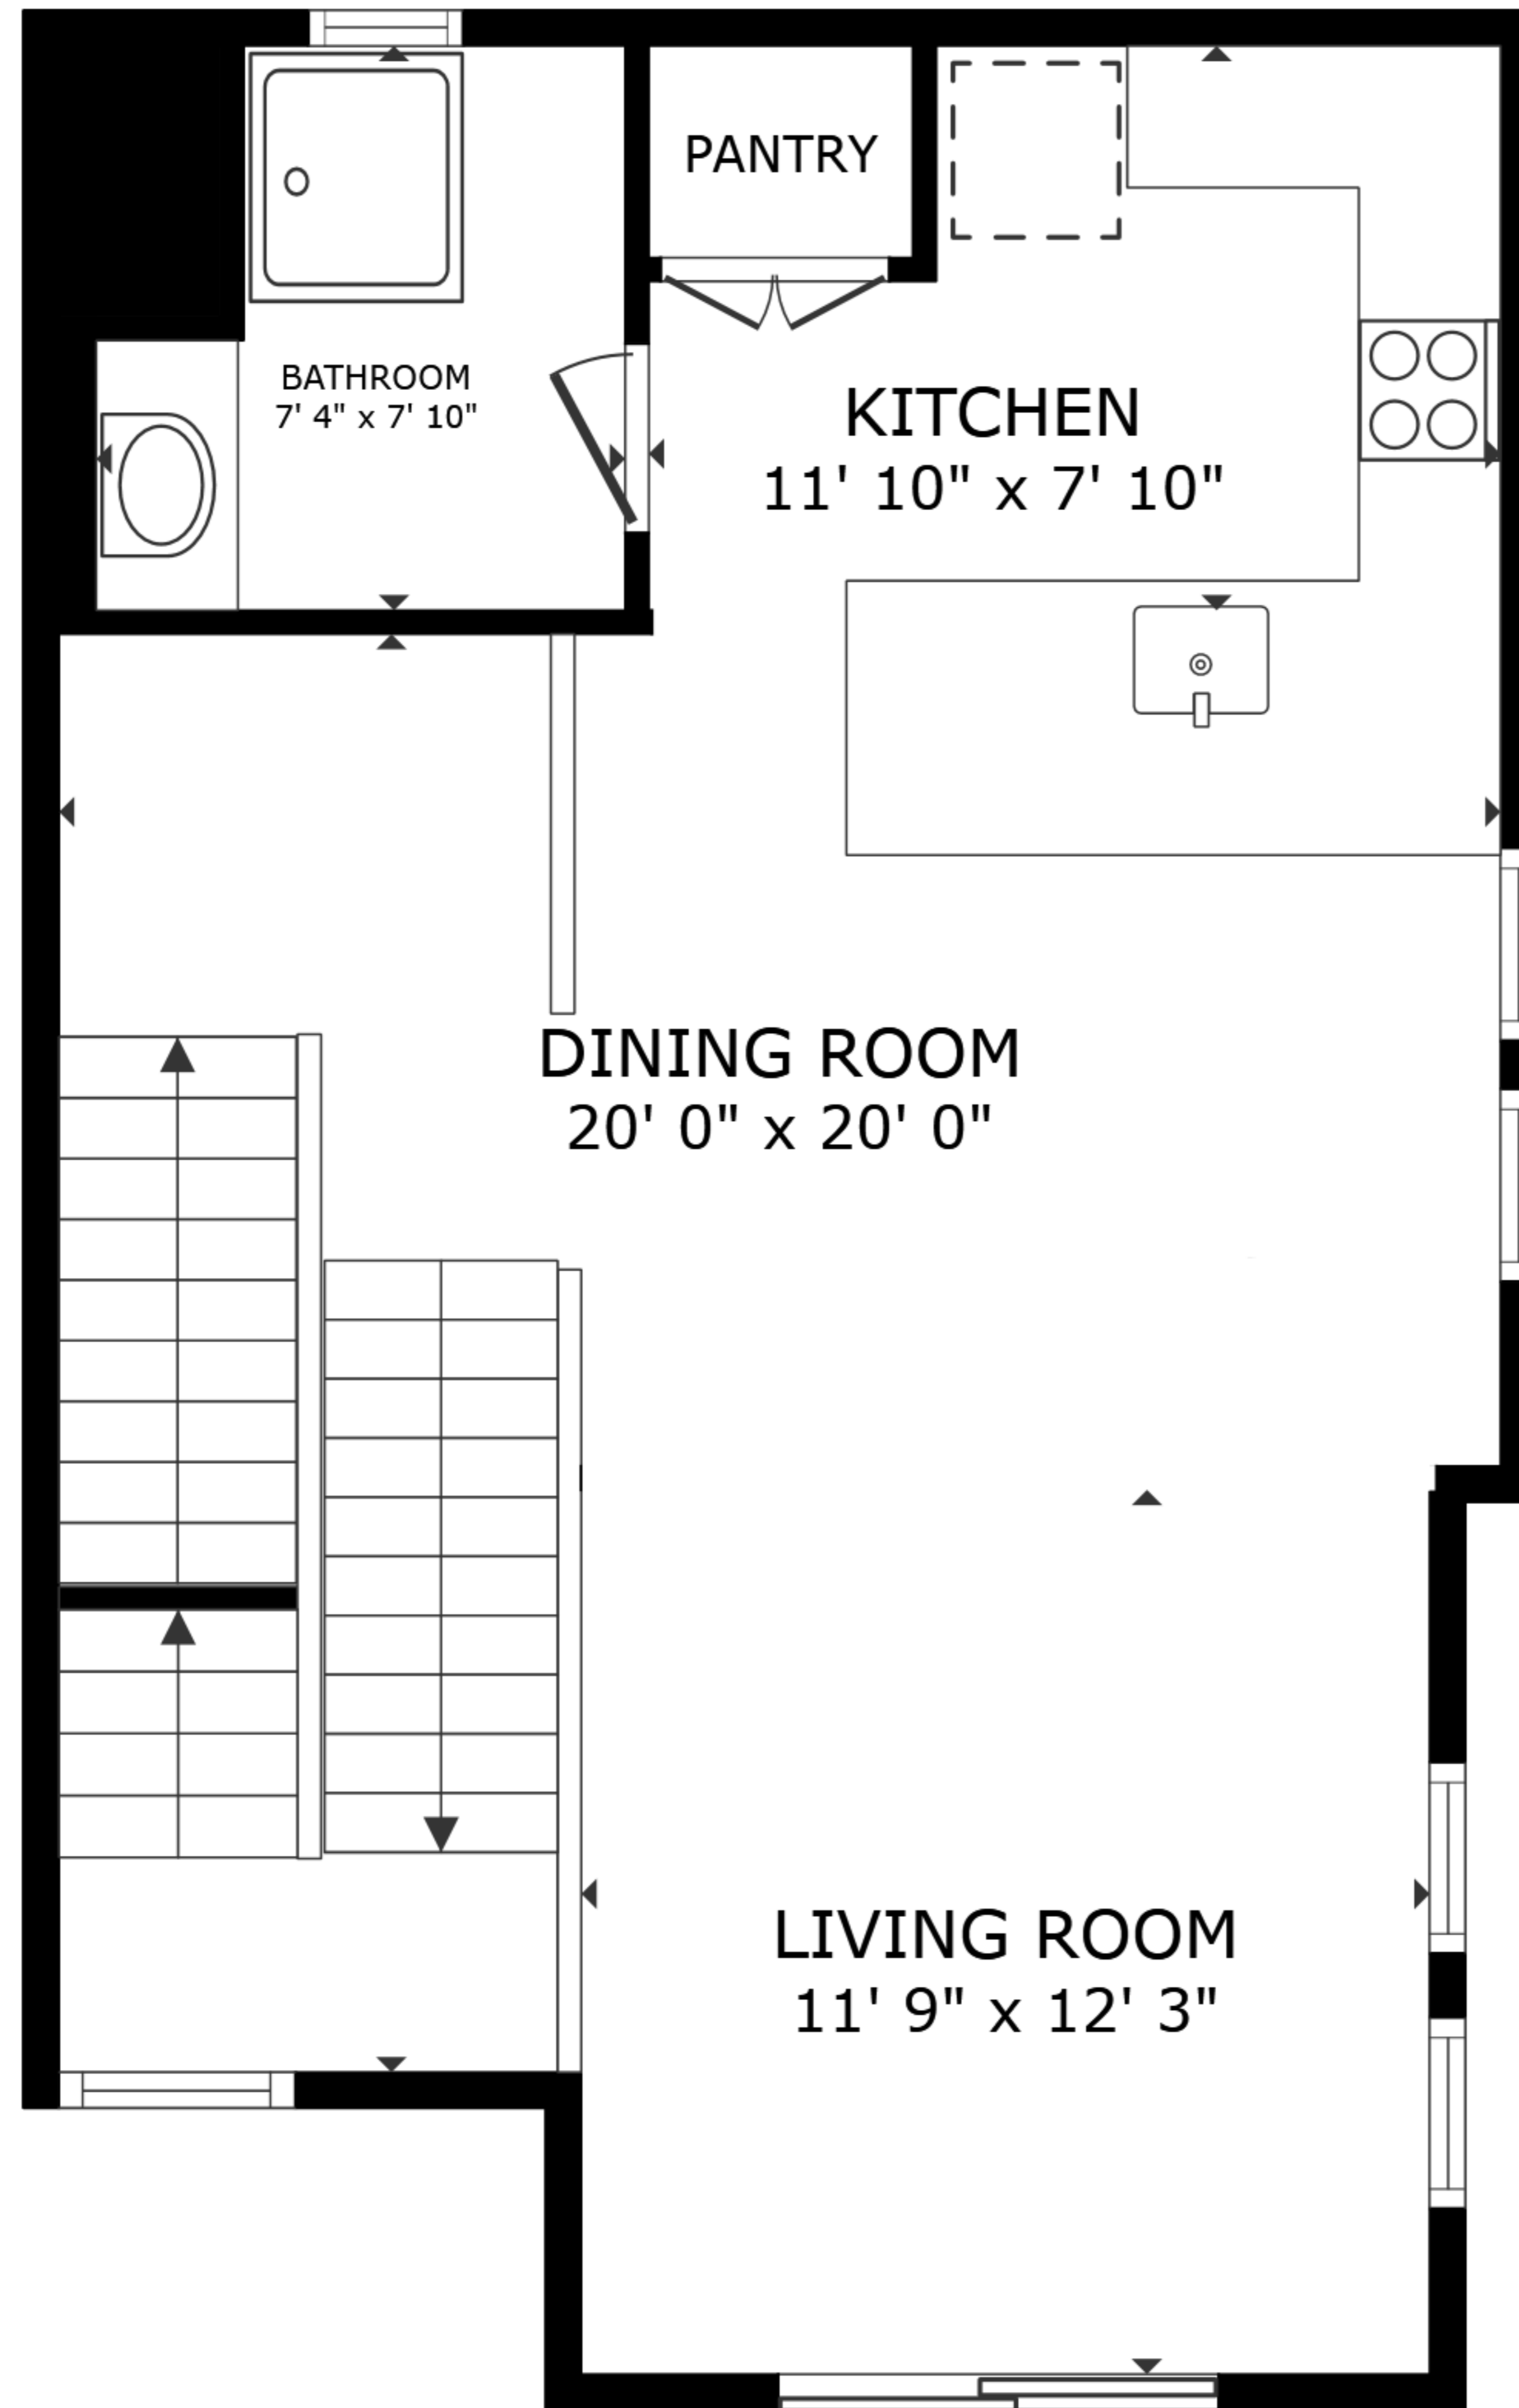 PANTRY
BATHROOM
7' 4" x 7' 10"
KITCHEN
11' 10" x 7' 10"
DINING ROOM
20' 0" x 20' 0"
LIVING ROOM
11' 9" x 12' 3"